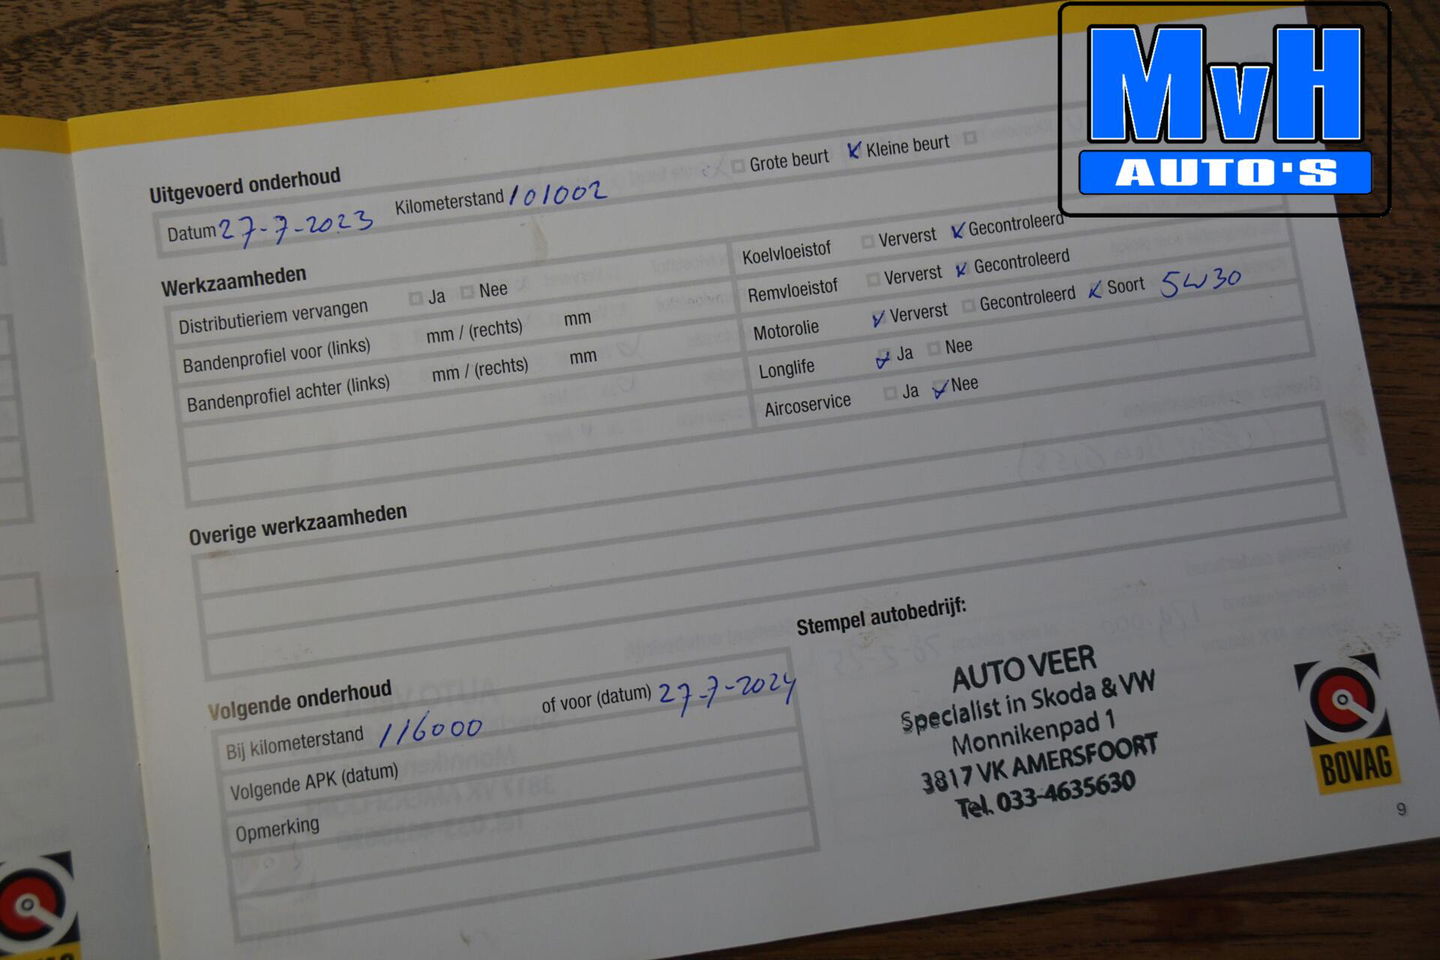 MvH
AUTO'S
Uitgevoerd onderhoud
Datum 27-7-2023 Kilometerstand 101002 Grote beurt Kleine beurt
Werkzaamheden
Distributieriem vervangen Ja Nee
Bandenprofiel voor (links) mm / (rechts) mm
Bandenprofiel achter (links) mm / (rechts) mm
Koelvloeistof Ververst Gecontroleerd
Remvloeistof Ververst Gecontroleerd
Motorolie Ververst Gecontroleerd Soort 5W30
Longlife Ja Nee
Aircoservice Ja Nee
Overige werkzaamheden
Volgende onderhoud
Bij kilometerstand 116000 of voor (datum) 27-7-2024
Volgende APK (datum)
Opmerking
Stempel autobedrijf:
AUTO VEER
Specialist in Skoda & VW
Monnikenpad 1
3817 VK AMERSFOORT
Tel. 033-4635630
BOVAG
9